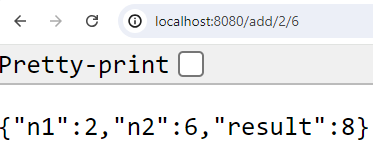 localhost:8080/add/2/6
Pretty-print
{"n1":2,"n2":6,"result":8}